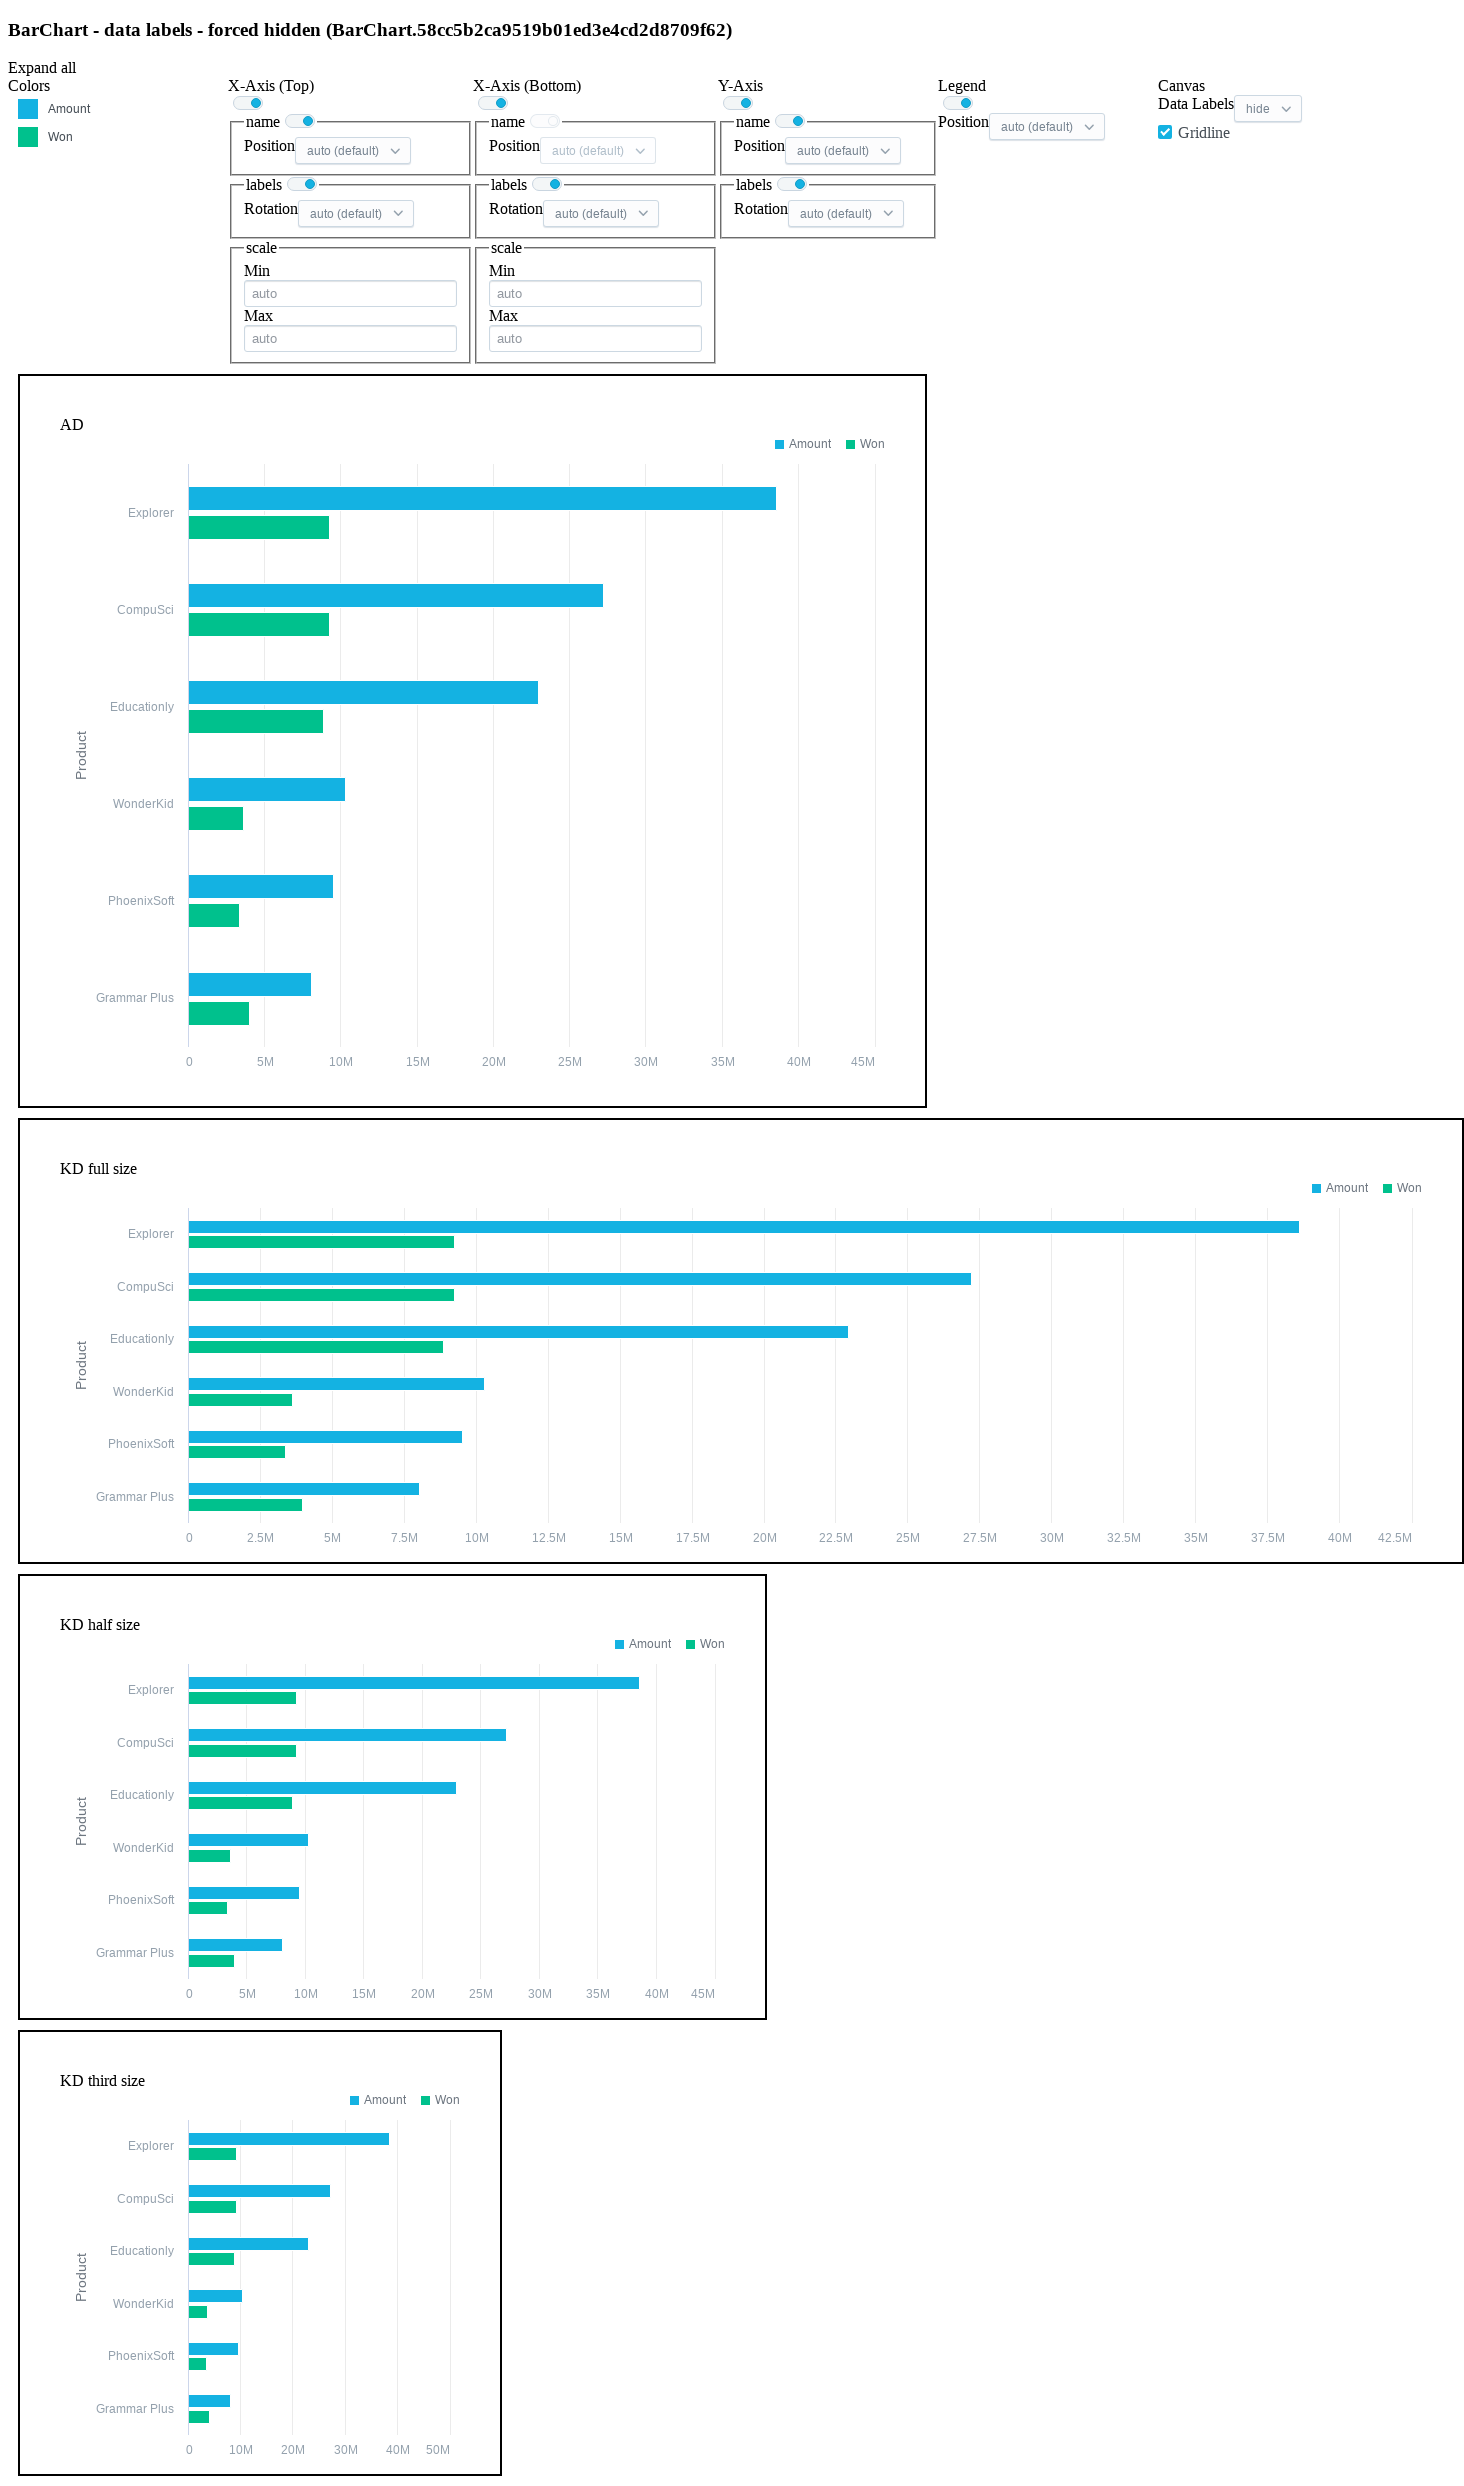 BarChart - data labels - forced hidden (BarChart.58cc5b2ca9519b01ed3e4cd2d8709f62)
Expand all
Colors
Amount
Won
X-Axis (Top)
name
Position auto (default)
labels
Rotation auto (default)
scale
Min
auto
Max
auto
X-Axis (Bottom)
name
Position auto (default)
labels
Rotation auto (default)
scale
Min
auto
Max
auto
Y-Axis
name
Position auto (default)
labels
Rotation auto (default)
Legend
Position auto (default)
Canvas
Data Labels hide
Gridline
AD
Amount Won
Explorer
CompuSci
Educationly
WonderKid
PhoenixSoft
Grammar Plus
Product
0 5M 10M 15M 20M 25M 30M 35M 40M 45M
KD full size
Amount Won
Explorer
CompuSci
Educationly
WonderKid
PhoenixSoft
Grammar Plus
Product
0 2.5M 5M 7.5M 10M 12.5M 15M 17.5M 20M 22.5M 25M 27.5M 30M 32.5M 35M 37.5M 40M 42.5M
KD half size
Amount Won
Explorer
CompuSci
Educationly
WonderKid
PhoenixSoft
Grammar Plus
Product
0 5M 10M 15M 20M 25M 30M 35M 40M 45M
KD third size
Amount Won
Explorer
CompuSci
Educationly
WonderKid
PhoenixSoft
Grammar Plus
Product
0 10M 20M 30M 40M 50M